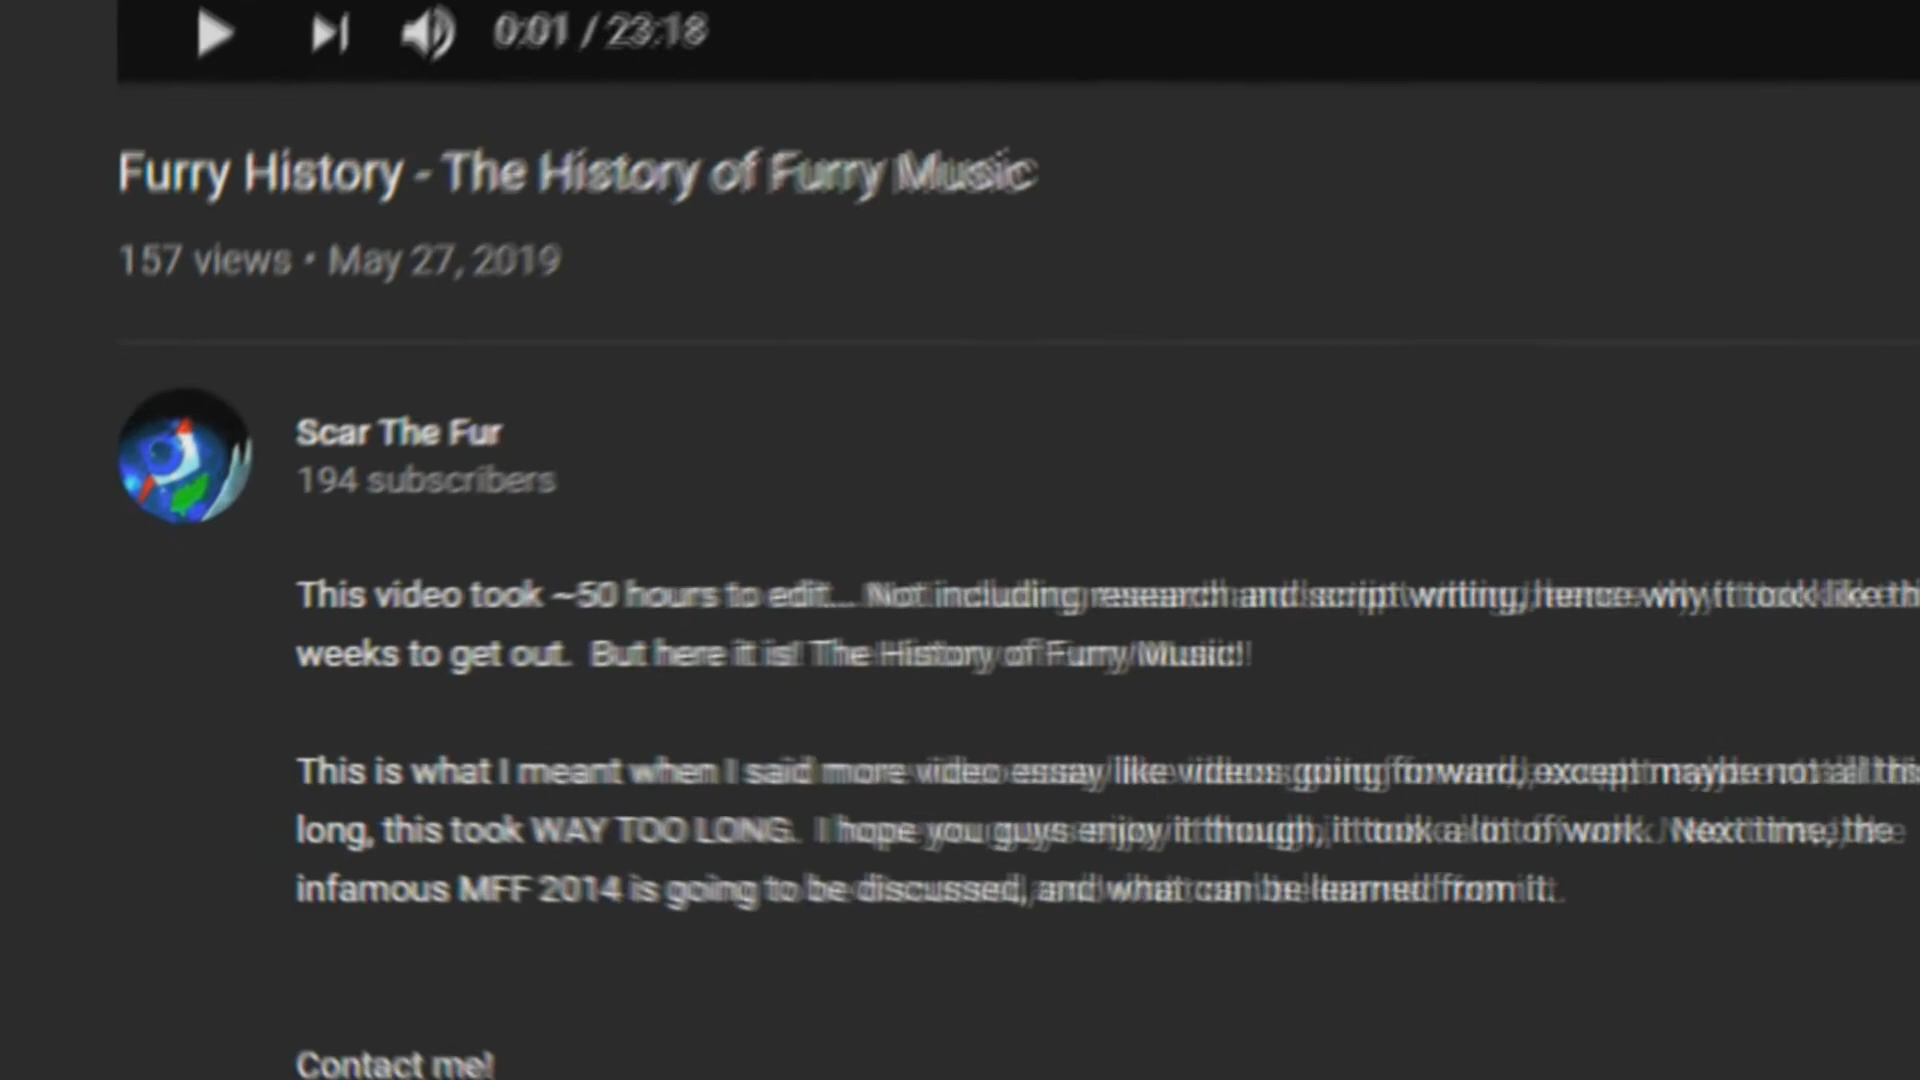 0:01 / 23:18
Furry History - The History of Furry Music
157 views • May 27, 2019
Scar The Fur
194 subscribers
This video took ~50 hours to edit... Not including research and script writing, hence why it took like
weeks to get out. But here it is! The History of Furry Music!
This is what I meant when I said more video essay like videos going forward, except maybe not all this
long, this took WAY TOO LONG. I hope you guys enjoy it though, it took a lot of work. Next time, the
infamous MFF 2014 is going to be discussed, and what can be learned from it.
Contact me!